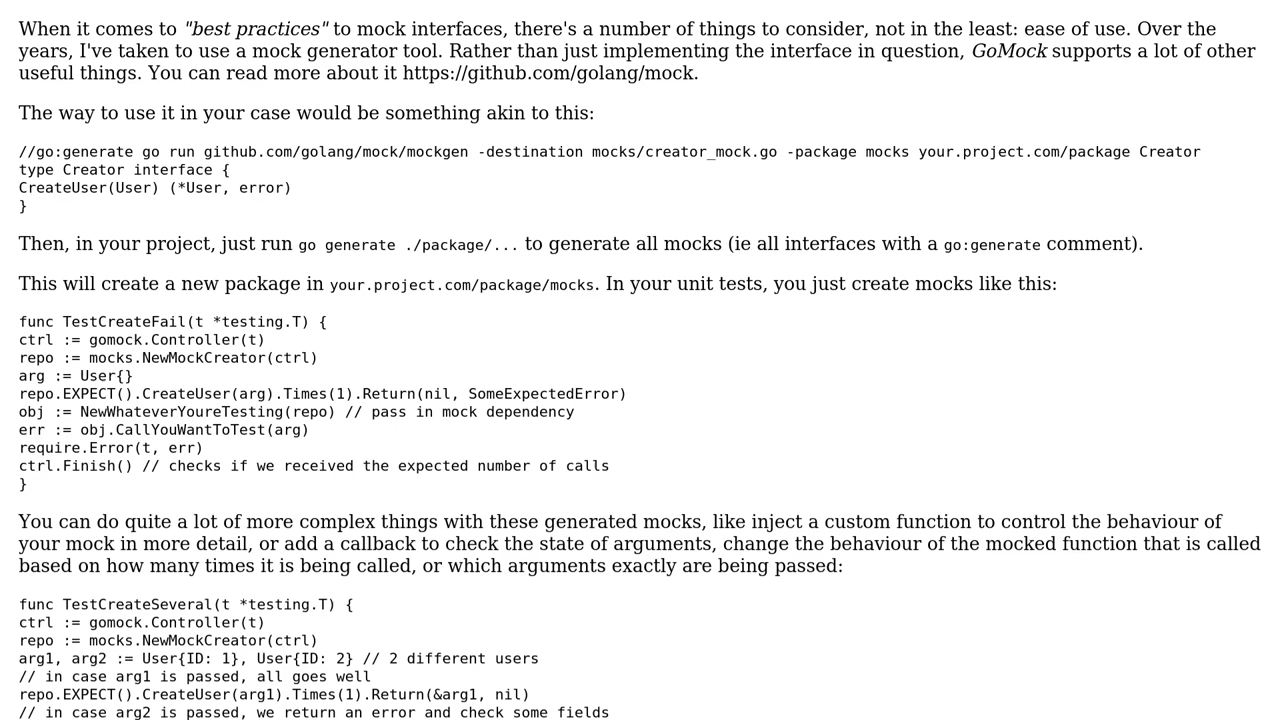 When it comes to "best practices" to mock interfaces, there's a number of things to consider, not in the least: ease of use. Over the
years, I've taken to use a mock generator tool. Rather than just implementing the interface in question, GoMock supports a lot of other
useful things. You can read more about it https://github.com/golang/mock.
The way to use it in your case would be something akin to this:
//go:generate go run github.com/golang/mock/mockgen -destination mocks/creator_mock.go -package mocks your.project.com/package Creator
type Creator interface {
CreateUser(User) (*User, error)
}
Then, in your project, just run go generate ./package/... to generate all mocks (ie all interfaces with a go:generate comment).
This will create a new package in your.project.com/package/mocks. In your unit tests, you just create mocks like this:
func TestCreateFail(t *testing.T) {
ctrl := gomock.Controller(t)
repo := mocks.NewMockCreator(ctrl)
arg := User{}
repo.EXPECT().CreateUser(arg).Times(1).Return(nil, SomeExpectedError)
obj := NewWhateverYoureTesting(repo) // pass in mock dependency
err := obj.CallYouWantToTest(arg)
require.Error(t, err)
ctrl.Finish() // checks if we received the expected number of calls
}
You can do quite a lot of more complex things with these generated mocks, like inject a custom function to control the behaviour of
your mock in more detail, or add a callback to check the state of arguments, change the behaviour of the mocked function that is called
based on how many times it is being called, or which arguments exactly are being passed:
func TestCreateSeveral(t *testing.T) {
ctrl := gomock.Controller(t)
repo := mocks.NewMockCreator(ctrl)
arg1, arg2 := User{ID: 1}, User{ID: 2} // 2 different users
// in case arg1 is passed, all goes well
repo.EXPECT().CreateUser(arg1).Times(1).Return(&arg1, nil)
// in case arg2 is passed, we return an error and check some fields